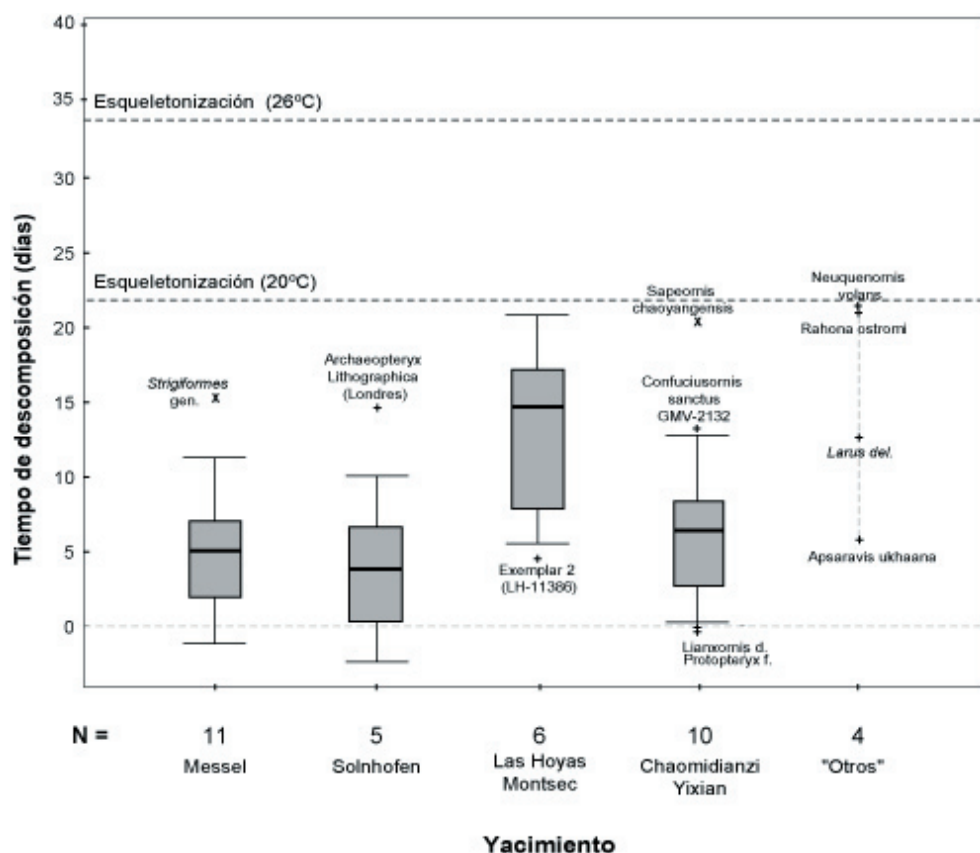 Tiempo de descomposición (días)
40
35
30
25
20
15
10
5
0
Esqueletonización (26ºC)
Esqueletonización (20ºC)
Strigiformes
gen.
x
Archaeopteryx
Lithographica
(Londres)
+
+
Exemplar 2
(LH-11386)
Sapeornis
chaoyangensis
x
Confuciusornis
sanctus
GMV-2132
+
+
+
Lianxornis d.
Protopteryx f.
Neuquenornis
volans
+
+
Rahona ostromi
+
Larus del.
+
Apsaravis ukhaana
N = 11 5 6 10 4
Messel
Solnhofen
Las Hoyas
Montsec
Chaomidianzi
Yixian
"Otros"
Yacimiento